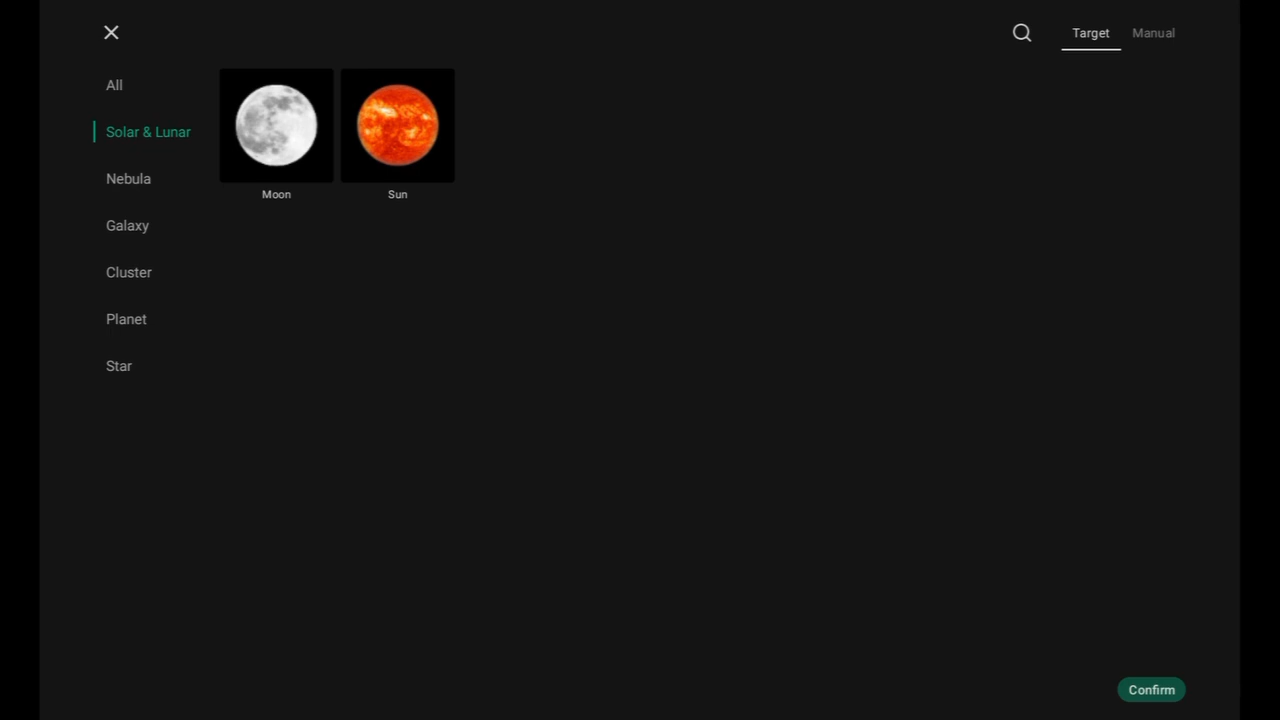 Target Manual
All
Solar & Lunar
Nebula
Galaxy
Cluster
Planet
Star
Moon
Sun
Confirm